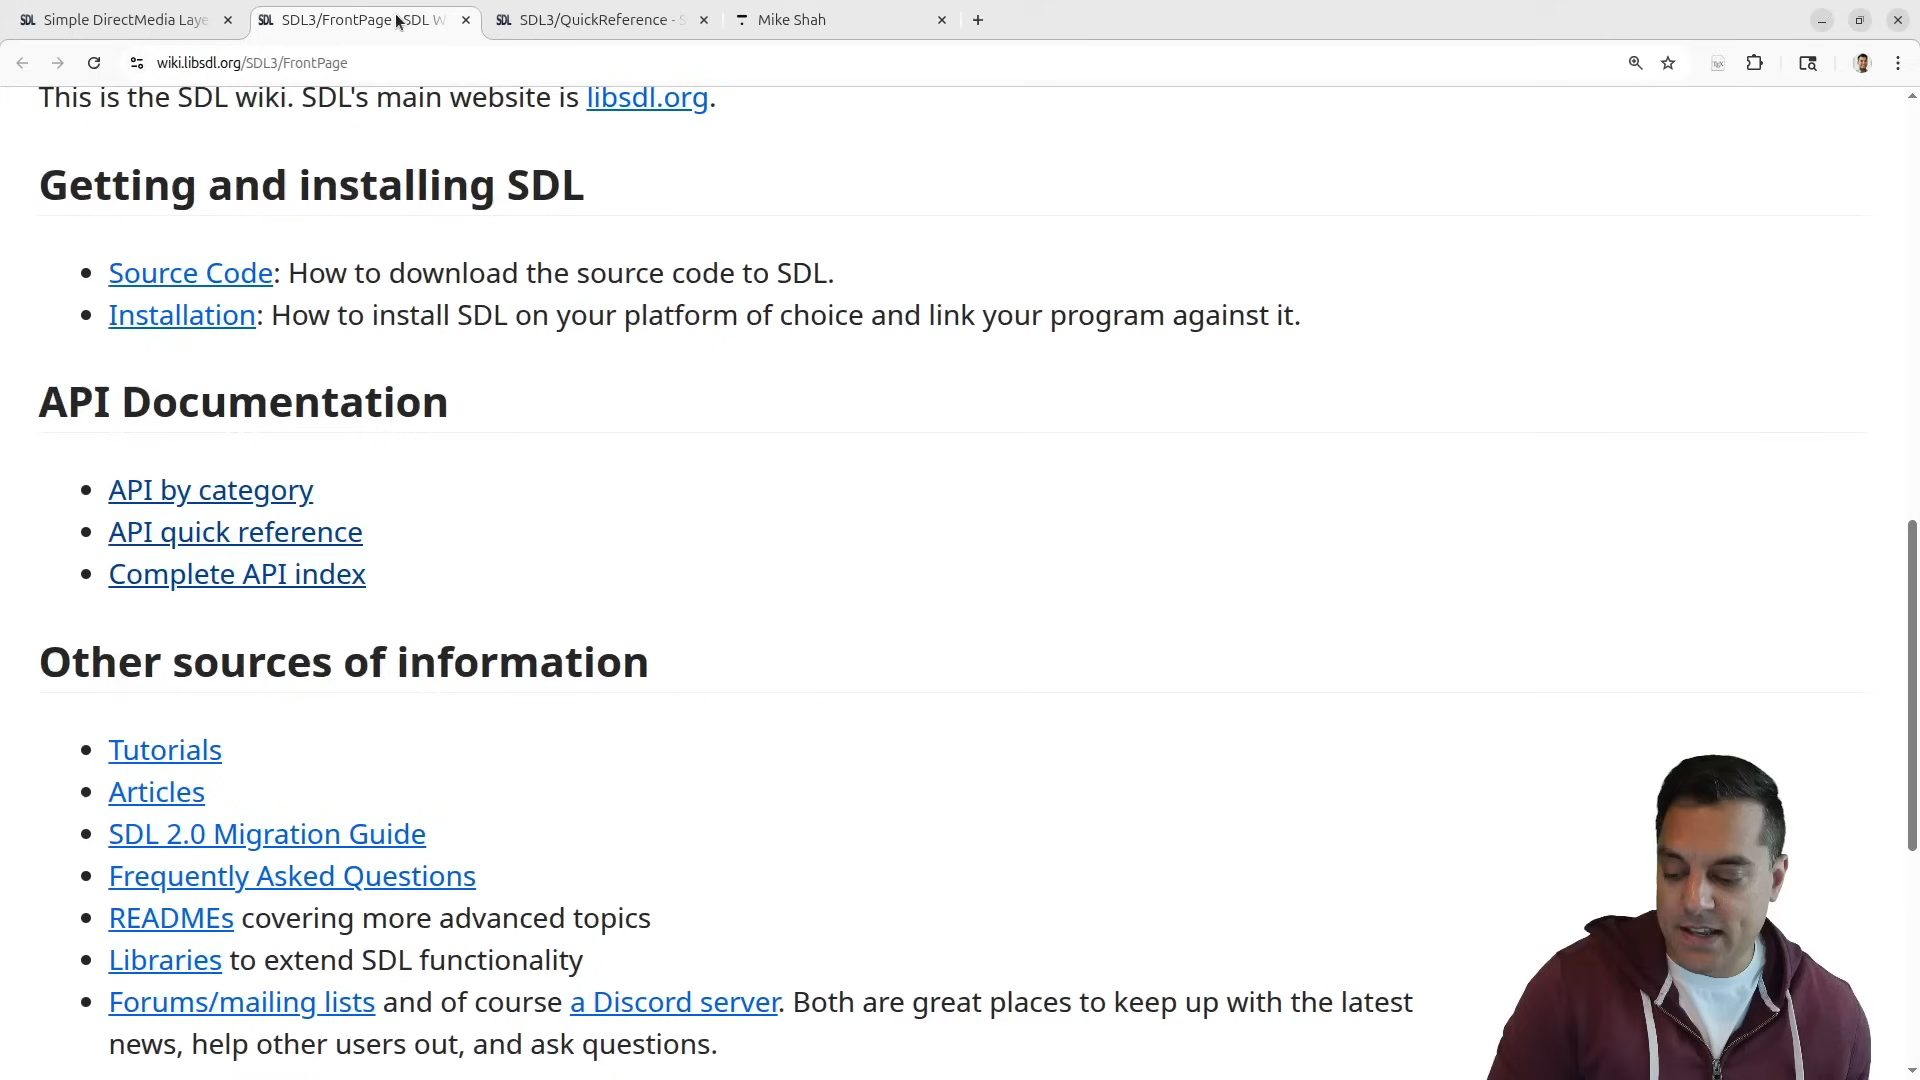 SDL Simple DirectMedia Laye
SDL SDL3/FrontPage SDL W
SDL SDL3/QuickReference - S
Mike Shah
wiki.libsdl.org/SDL3/FrontPage
This is the SDL wiki. SDL's main website is libsdl.org.
Getting and installing SDL
Source Code: How to download the source code to SDL.
Installation: How to install SDL on your platform of choice and link your program against it.
API Documentation
API by category
API quick reference
Complete API index
Other sources of information
Tutorials
Articles
SDL 2.0 Migration Guide
Frequently Asked Questions
READMEs covering more advanced topics
Libraries to extend SDL functionality
Forums/mailing lists and of course a Discord server. Both are great places to keep up with the latest
news, help other users out, and ask questions.